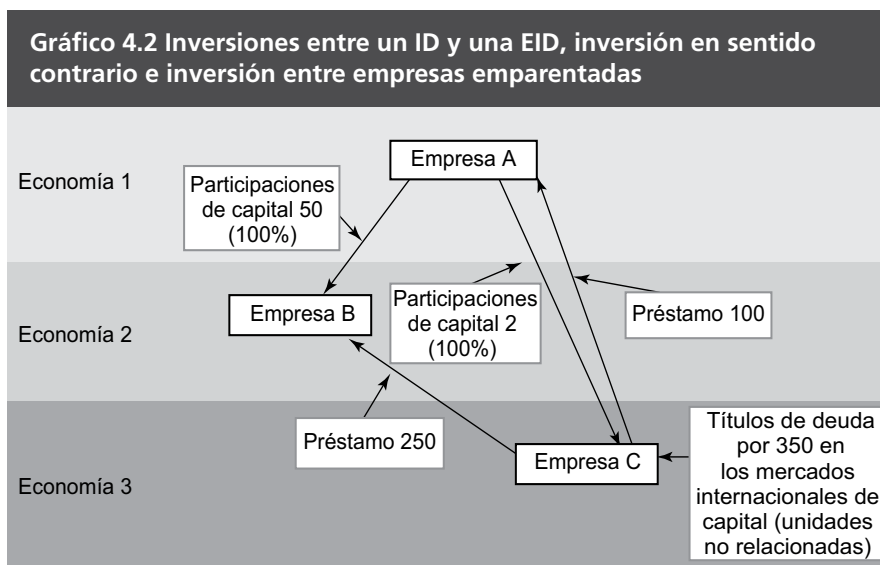 Gráfico 4.2 Inversiones entre un ID y una EID, inversión en sentido
contrario e inversión entre empresas emparentadas
Economía 1
Empresa A
Participaciones
de capital 50
(100%)
Economía 2
Empresa B
Participaciones
de capital 2
(100%)
Préstamo 100
Economía 3
Préstamo 250
Empresa C
Títulos de deuda
por 350 en
los mercados
internacionales de
capital (unidades
no relacionadas)